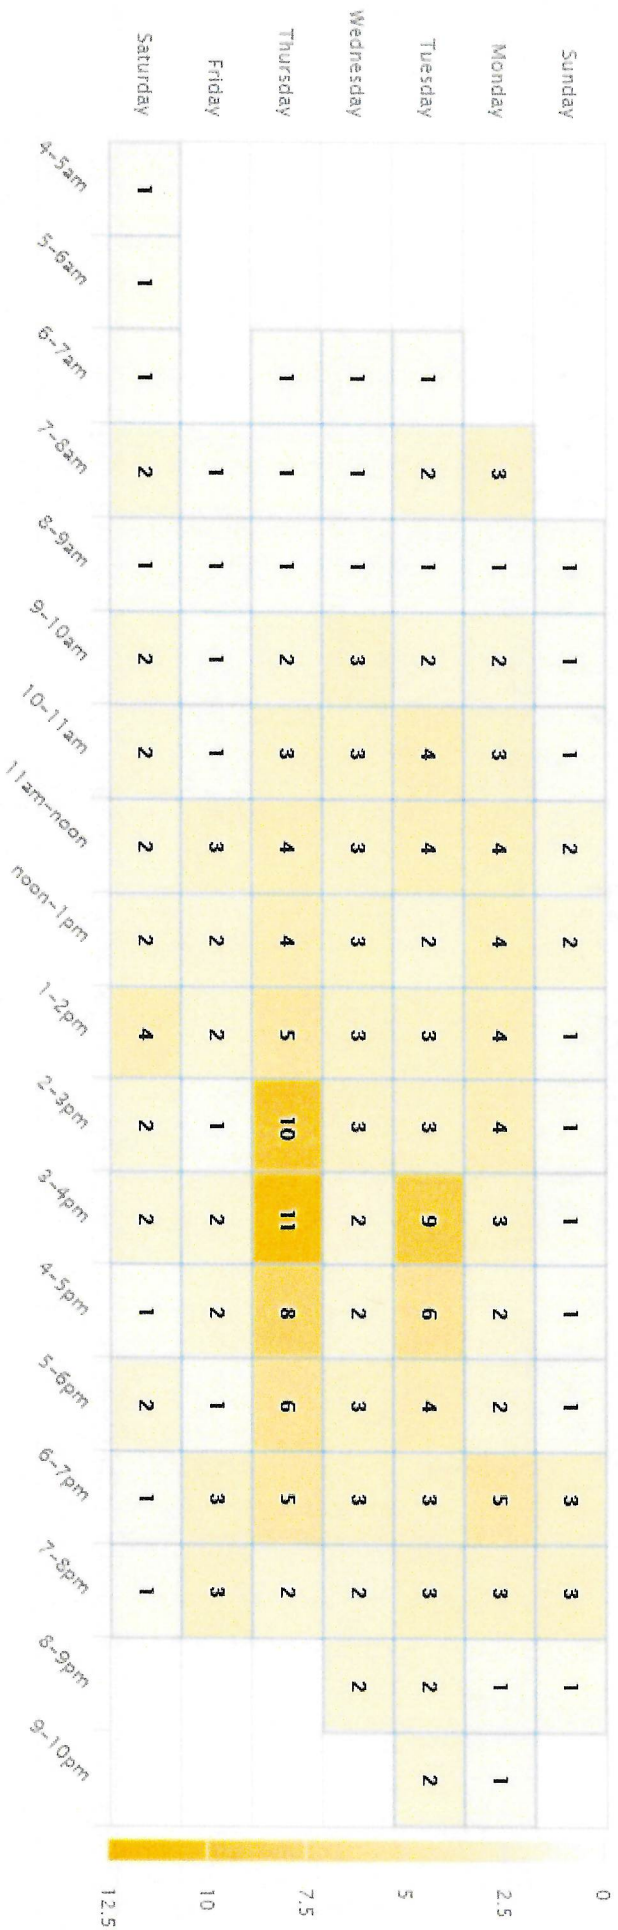 Sunday 1 1 1 2 2 1 1 1 1 1 3 3 1
Monday 3 1 2 3 4 4 4 4 3 2 2 5 3 1 1
Tuesday 1 2 1 2 4 4 2 3 3 9 6 4 3 3 2 2
Wednesday 1 1 1 3 3 3 3 3 3 2 2 3 3 2 2
Thursday 1 1 1 2 3 4 4 5 10 11 8 6 5 2
Friday 1 1 1 1 3 2 2 1 2 2 1 3 3
Saturday 1 1 1 2 1 2 2 2 2 4 2 2 1 2 1 1
4-5am 5-6am 6-7am 7-8am 8-9am 9-10am 10-11am 11am-noon noon-1pm 1-2pm 2-3pm 3-4pm 4-5pm 5-6pm 6-7pm 7-8pm 8-9pm 9-10pm
0
2.5
5
7.5
10
12.5